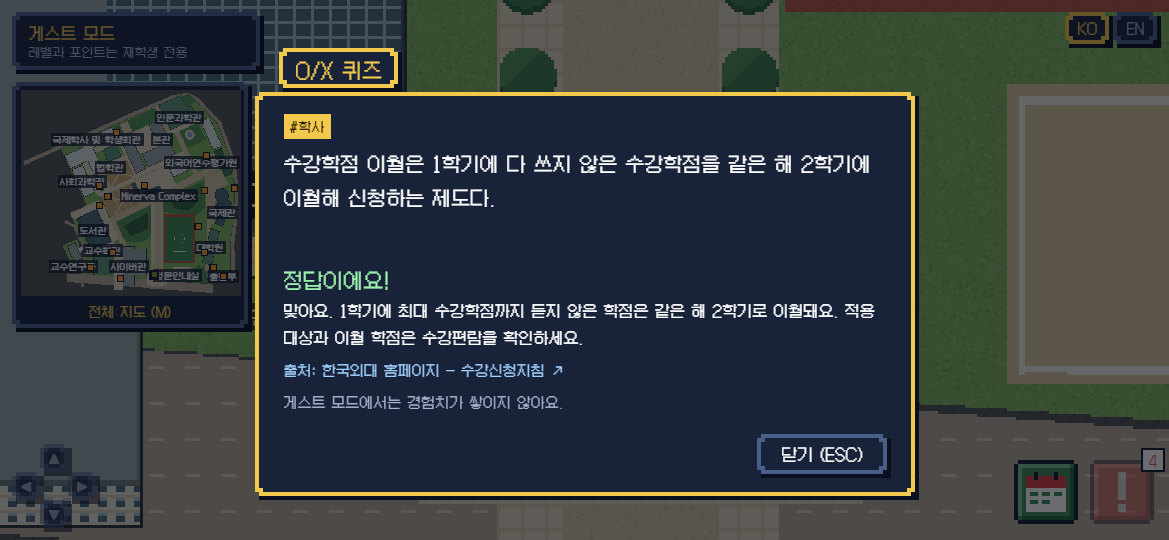 게스트 모드
레벨과 포인트는 재학생 전용
KO
EN
O/X 퀴즈
#학사
수강학점 이월은 1학기에 다 쓰지 않은 수강학점을 같은 해 2학기에
이월해 신청하는 제도다.
정답이에요!
맞아요. 1학기에 최대 수강학점까지 듣지 않은 학점은 같은 해 2학기로 이월돼요. 적용
대상과 이월 학점은 수강편람을 확인하세요.
출처: 한국외대 홈페이지 – 수강신청지침 ↗
게스트 모드에서는 경험치가 쌓이지 않아요.
닫기 (ESC)
인문과학관
국제학사 및 학생회관
본관
법학관
외국어연수평가원
사회과학관
Minerva Complex
국제관
도서관
대학원
교수회관
교수연구동
사이버관
정문안내실
전체 지도 (M)
4